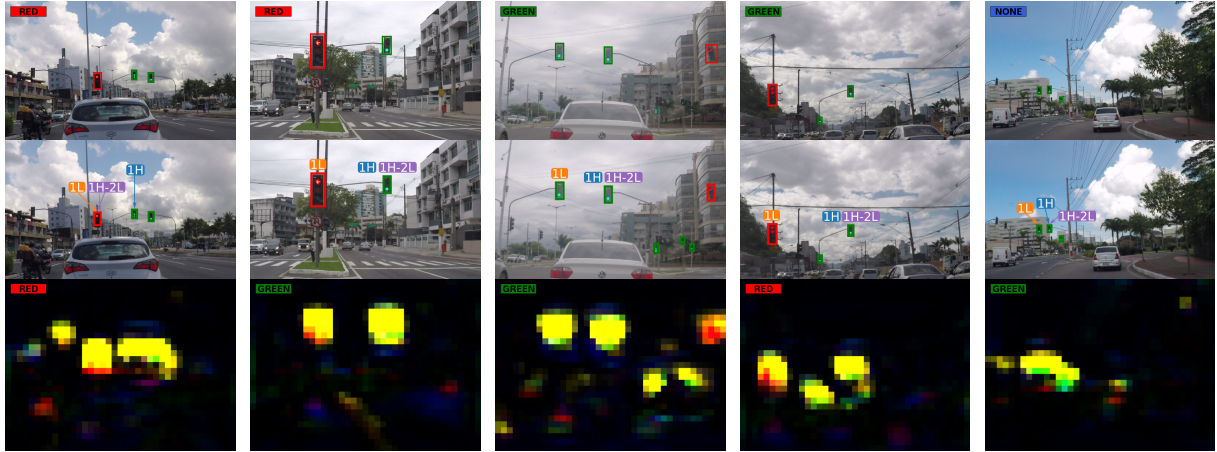 RED RED GREEN GREEN NONE
1L 1H-2L 1H 1L 1H 1H-2L 1L 1H 1H-2L 1L 1H 1H-2L 1L 1H 1H-2L
RED GREEN GREEN RED GREEN